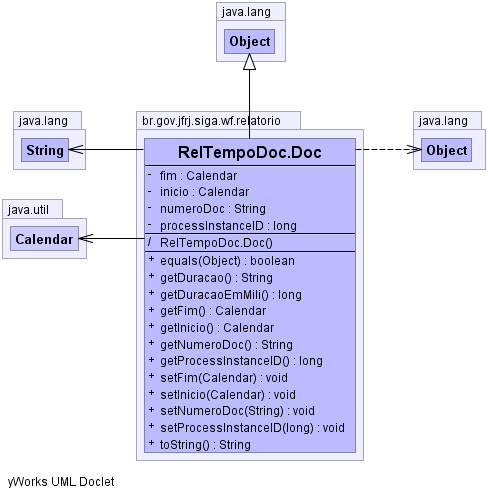 java.lang
Object
java.lang
String
br.gov.jfrj.siga.wf.relatorio
java.lang
Object
java.util
Calendar
RelTempoDoc.Doc
- fim : Calendar
- inicio : Calendar
- numeroDoc : String
- processInstanceID : long
/ RelTempoDoc.Doc()
+ equals(Object) : boolean
+ getDuracao() : String
+ getDuracaoEmMili() : long
+ getFim() : Calendar
+ getInicio() : Calendar
+ getNumeroDoc() : String
+ getProcessInstanceID() : long
+ setFim(Calendar) : void
+ setInicio(Calendar) : void
+ setNumeroDoc(String) : void
+ setProcessInstanceID(long) : void
+ toString() : String
yWorks UML Doclet